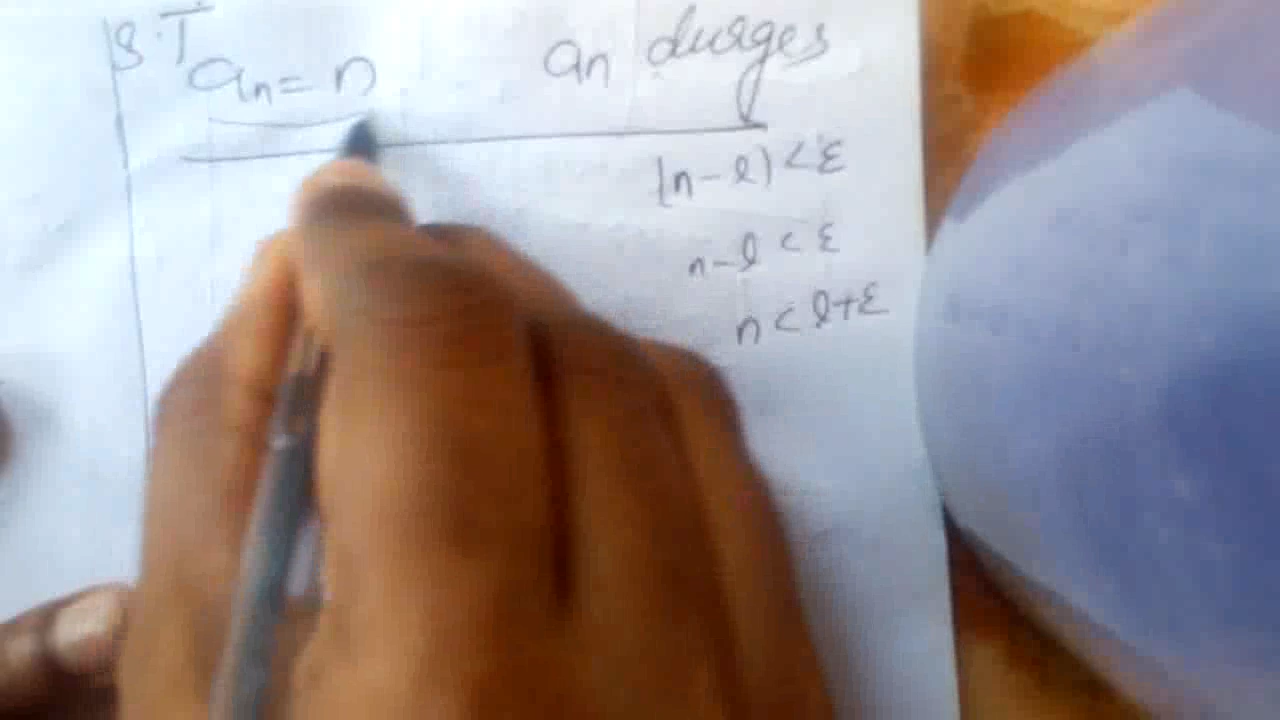 S.T
aₙ = n aₙ diverges
|n - l| < ε
n - l < ε
n < l + ε